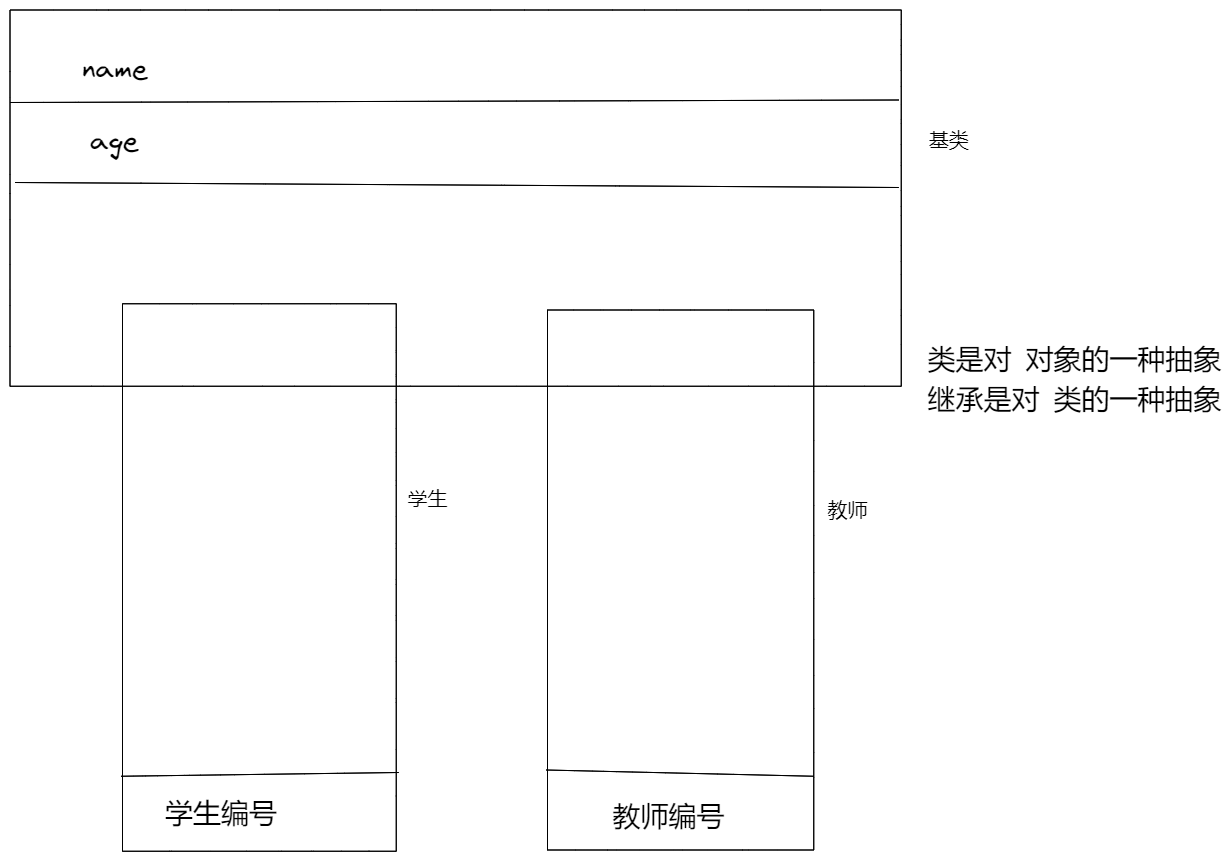 name
age
基类
类是对 对象的一种抽象
继承是对 类的一种抽象
学生
教师
学生编号
教师编号